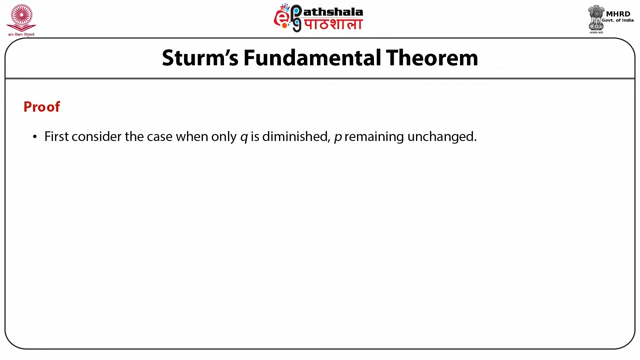 ePathshala
पाठशाला
MHRD
Govt. of India
Sturm's Fundamental Theorem
Proof
• First consider the case when only q is diminished, p remaining unchanged.